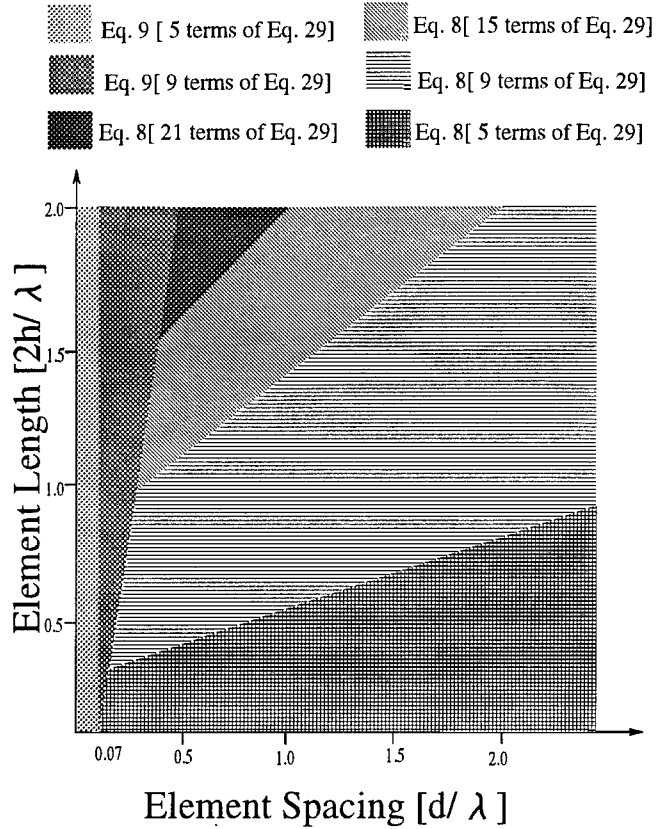 Eq. 9 [ 5 terms of Eq. 29]
Eq. 8[ 15 terms of Eq. 29]
Eq. 9[ 9 terms of Eq. 29]
Eq. 8[ 9 terms of Eq. 29]
Eq. 8[ 21 terms of Eq. 29]
Eq. 8[ 5 terms of Eq. 29]
2.0
1.5
1.0
0.5
Element Length [2h/ λ ]
0.07
0.5
1.0
1.5
2.0
Element Spacing [d/ λ ]